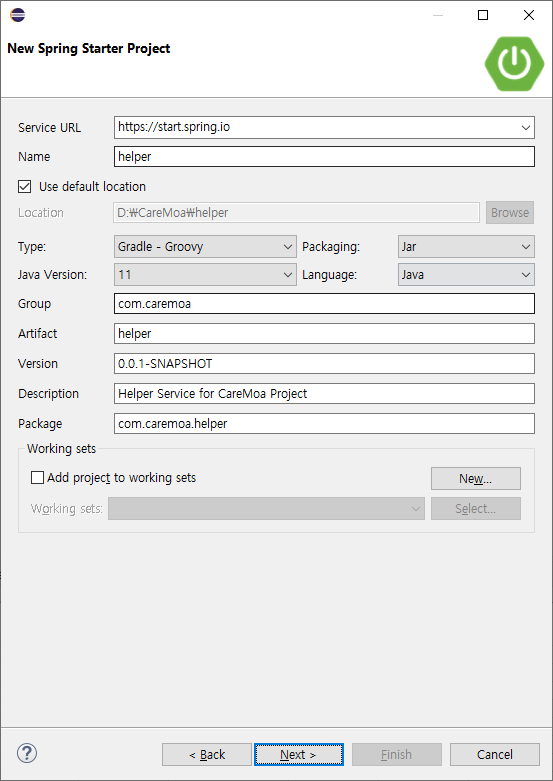 New Spring Starter Project
Service URL https://start.spring.io
Name helper
Use default location
Location D:₩CareMoa₩helper Browse
Type: Gradle - Groovy Packaging: Jar
Java Version: 11 Language: Java
Group com.caremoa
Artifact helper
Version 0.0.1-SNAPSHOT
Description Helper Service for CareMoa Project
Package com.caremoa.helper
Working sets
Add project to working sets New...
Working sets: Select...
? < Back Next > Finish Cancel